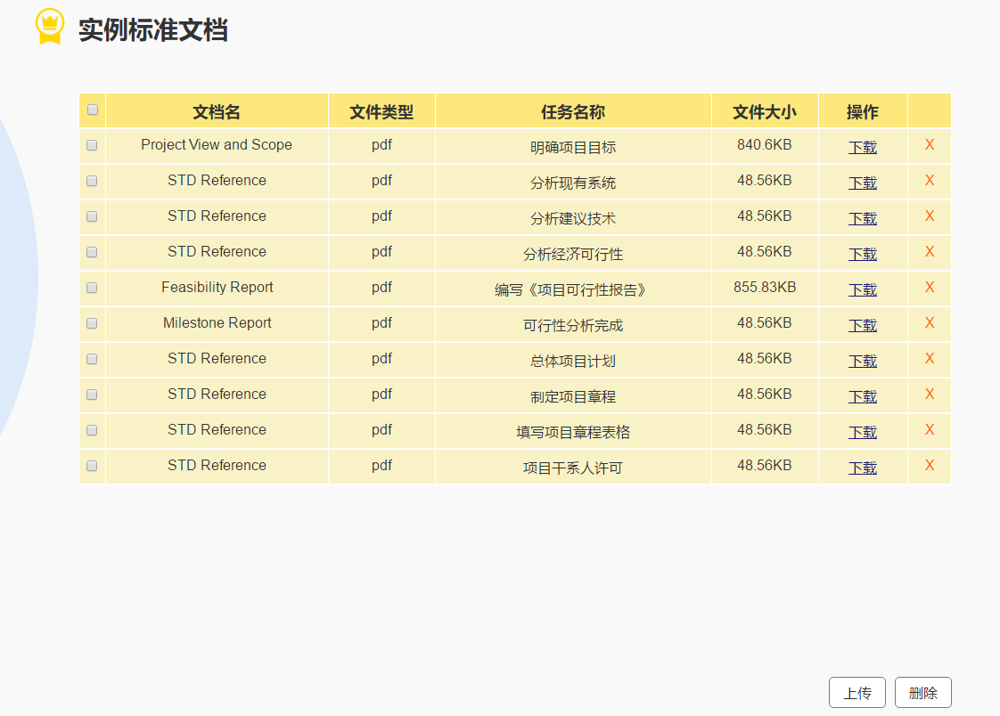 实例标准文档
文档名 文件类型 任务名称 文件大小 操作
Project View and Scope pdf 明确项目目标 840.6KB 下载 X
STD Reference pdf 分析现有系统 48.56KB 下载 X
STD Reference pdf 分析建议技术 48.56KB 下载 X
STD Reference pdf 分析经济可行性 48.56KB 下载 X
Feasibility Report pdf 编写《项目可行性报告》 855.83KB 下载 X
Milestone Report pdf 可行性分析完成 48.56KB 下载 X
STD Reference pdf 总体项目计划 48.56KB 下载 X
STD Reference pdf 制定项目章程 48.56KB 下载 X
STD Reference pdf 填写项目章程表格 48.56KB 下载 X
STD Reference pdf 项目干系人许可 48.56KB 下载 X
上传 删除